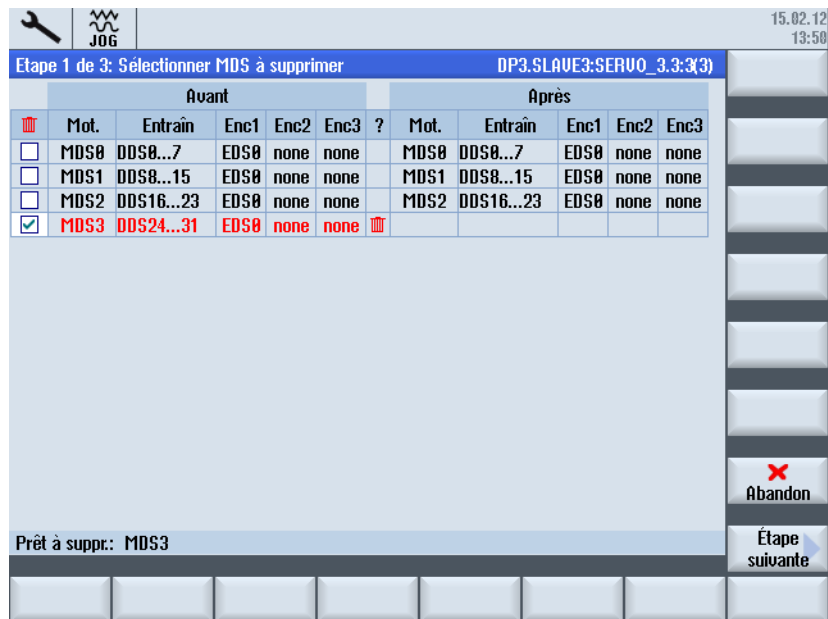 JOG
15.02.12
13:50
Etape 1 de 3: Sélectionner MDS à supprimer DP3.SLAVE3:SERVO_3.3:3(3)
Avant Après
Mot. Entraîn Enc1 Enc2 Enc3 ? Mot. Entraîn Enc1 Enc2 Enc3
MDS0 DDS0...7 EDS0 none none MDS0 DDS0...7 EDS0 none none
MDS1 DDS8...15 EDS0 none none MDS1 DDS8...15 EDS0 none none
MDS2 DDS16...23 EDS0 none none MDS2 DDS16...23 EDS0 none none
MDS3 DDS24...31 EDS0 none none
Abandon
Prêt à suppr.: MDS3
Étape
suivante